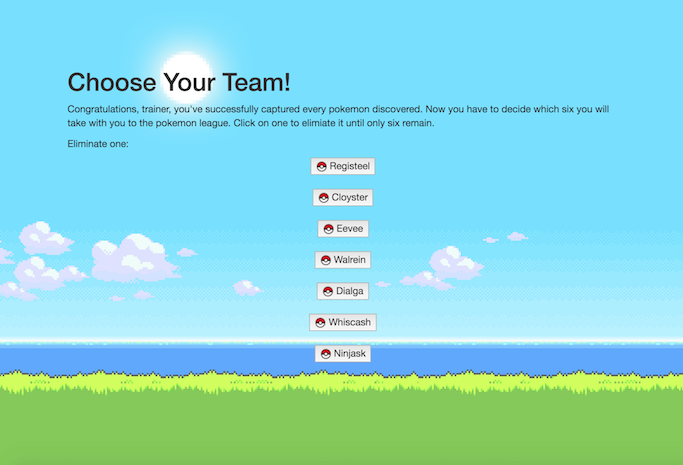 Choose Your Team!
Congratulations, trainer, you've successfully captured every pokemon discovered. Now you have to decide which six you will
take with you to the pokemon league. Click on one to elimiate it until only six remain.
Eliminate one:
Registeel
Cloyster
Eevee
Walrein
Dialga
Whiscash
Ninjask